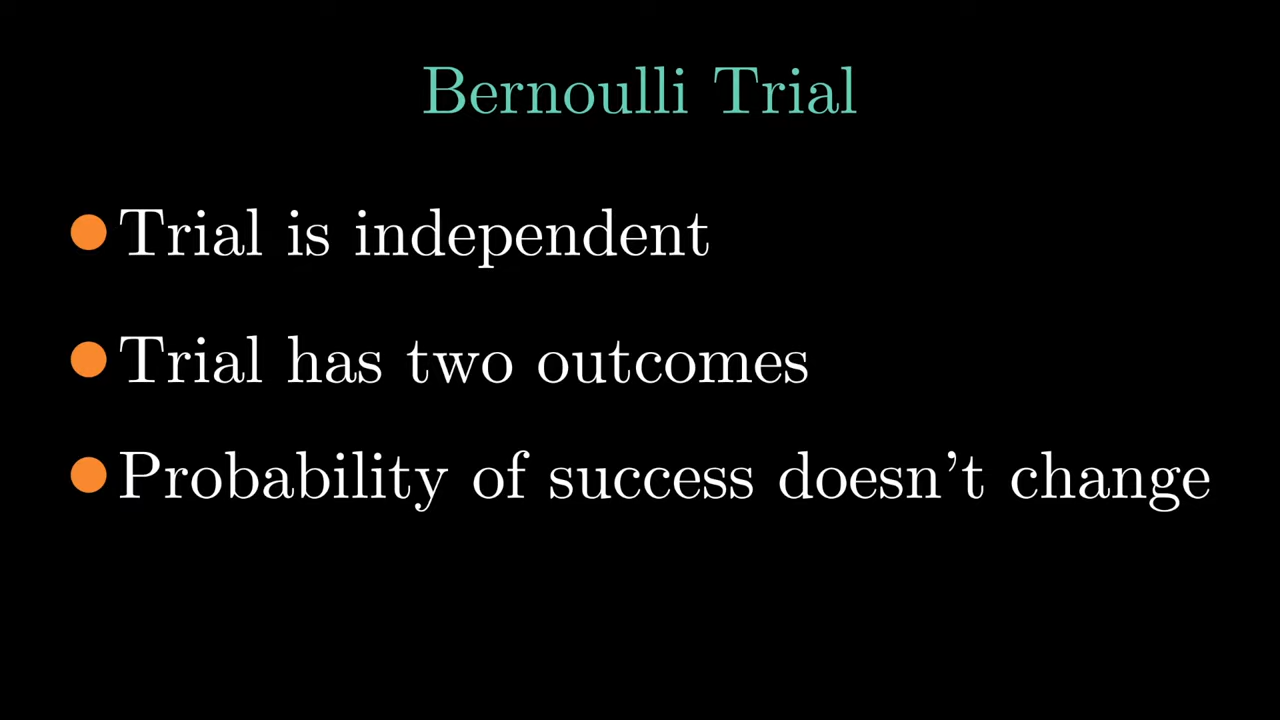 Bernoulli Trial
Trial is independent
Trial has two outcomes
Probability of success doesn't change